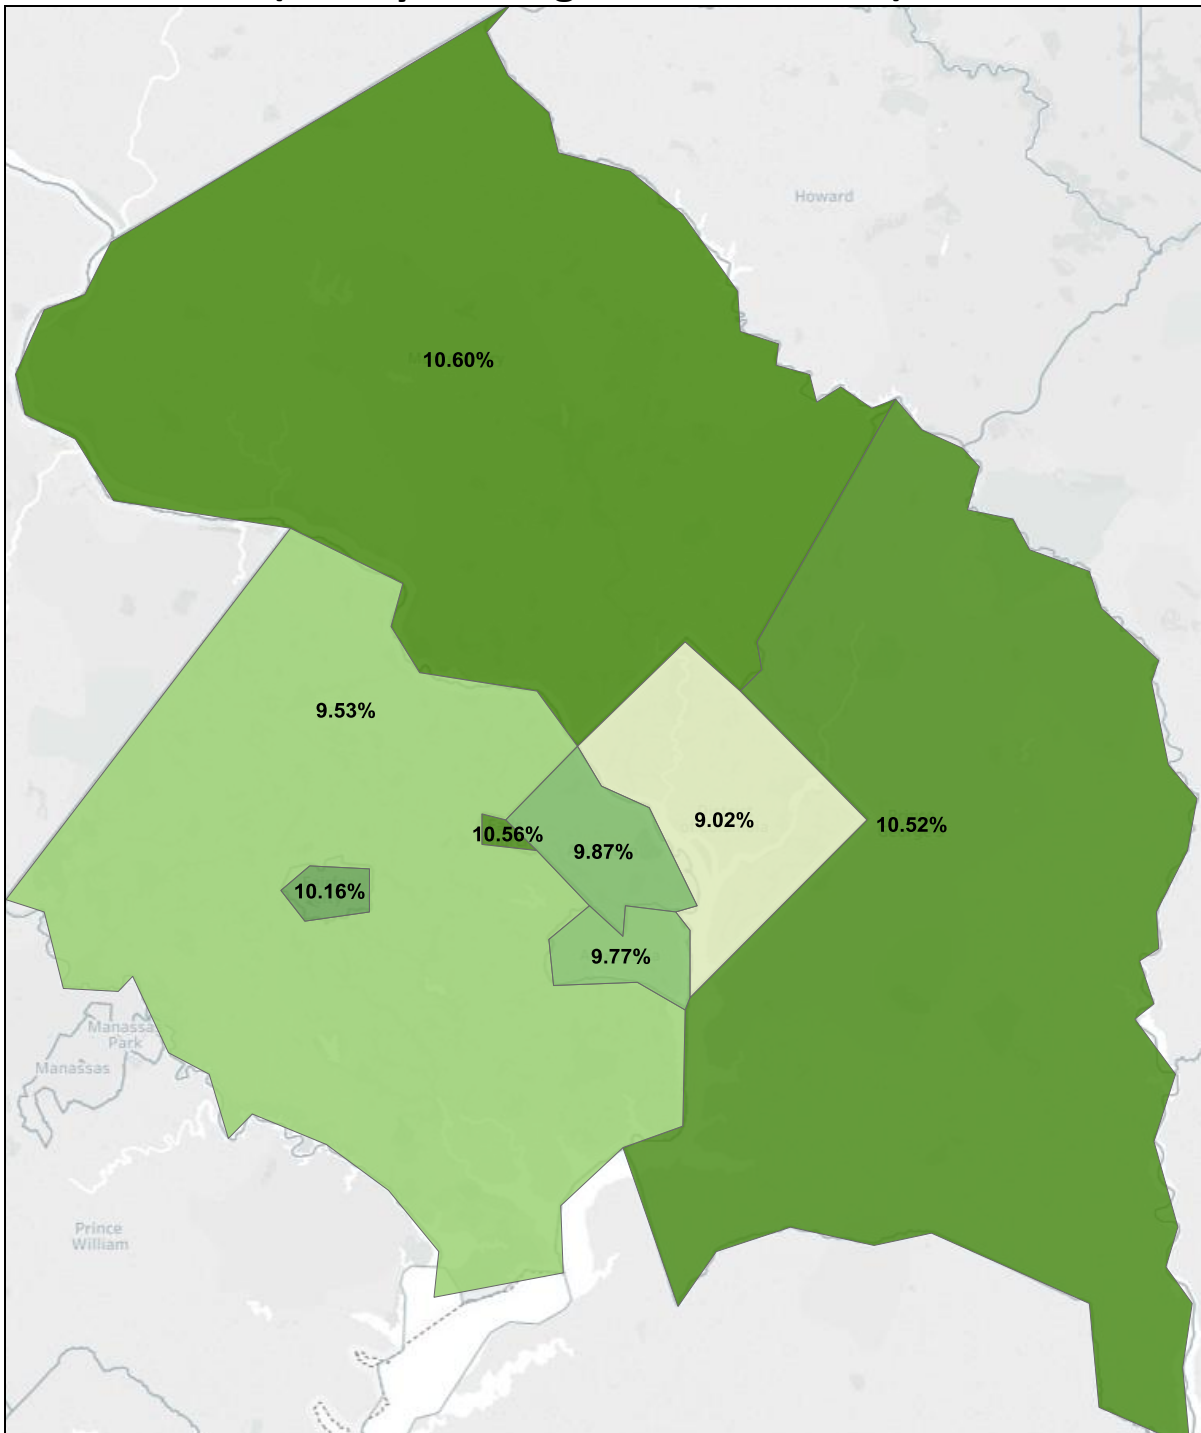 Howard
10.60%
9.53%
9.02%
10.52%
10.56%
9.87%
10.16%
9.77%
Manassas
Park
Manassas
Prince
William